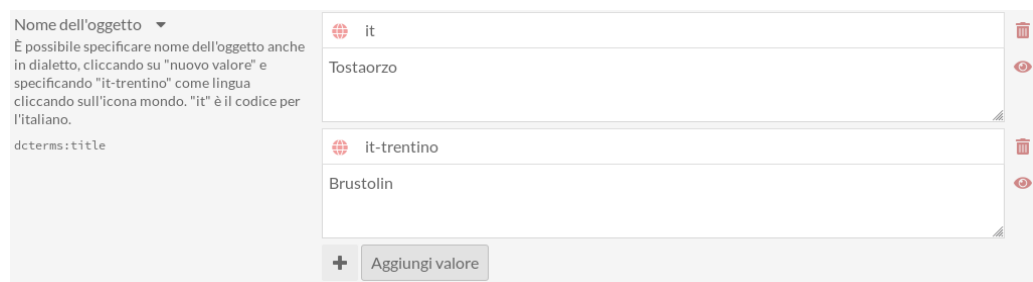 Nome dell'oggetto
È possibile specificare nome dell'oggetto anche
in dialetto, cliccando su "nuovo valore" e
specificando "it-trentino" come lingua
cliccando sull'icona mondo. "it" è il codice per
l'italiano.
dcterms:title
it
Tostaorzo
it-trentino
Brustolin
Aggiungi valore